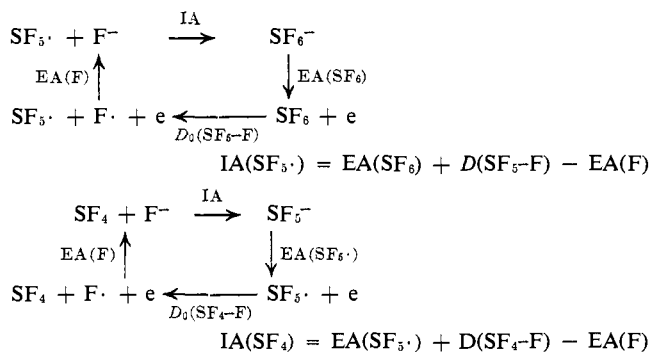 IA
SF₅· + F⁻ → SF₆⁻
EA(F) ↑ ↓ EA(SF₆)
SF₅· + F· + e ← SF₆ + e
D₀(SF₅–F)
IA(SF₅·) = EA(SF₆) + D(SF₅–F) − EA(F)
IA
SF₄ + F⁻ → SF₅⁻
EA(F) ↑ ↓ EA(SF₅·)
SF₄ + F· + e ← SF₅· + e
D₀(SF₄–F)
IA(SF₄) = EA(SF₅·) + D(SF₄–F) − EA(F)